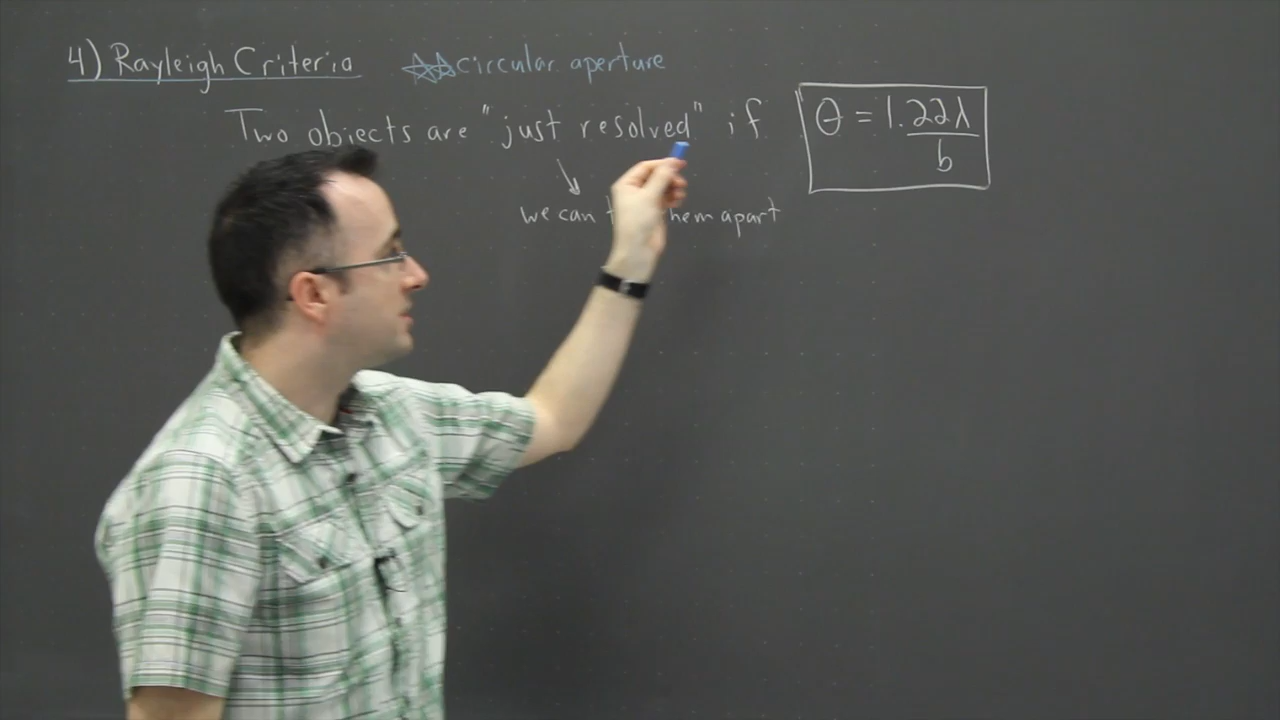 4) Rayleigh Criteria ☆☆circular aperture
Two objects are "just resolved" if θ = 1.22λ/b
we can t hem apart